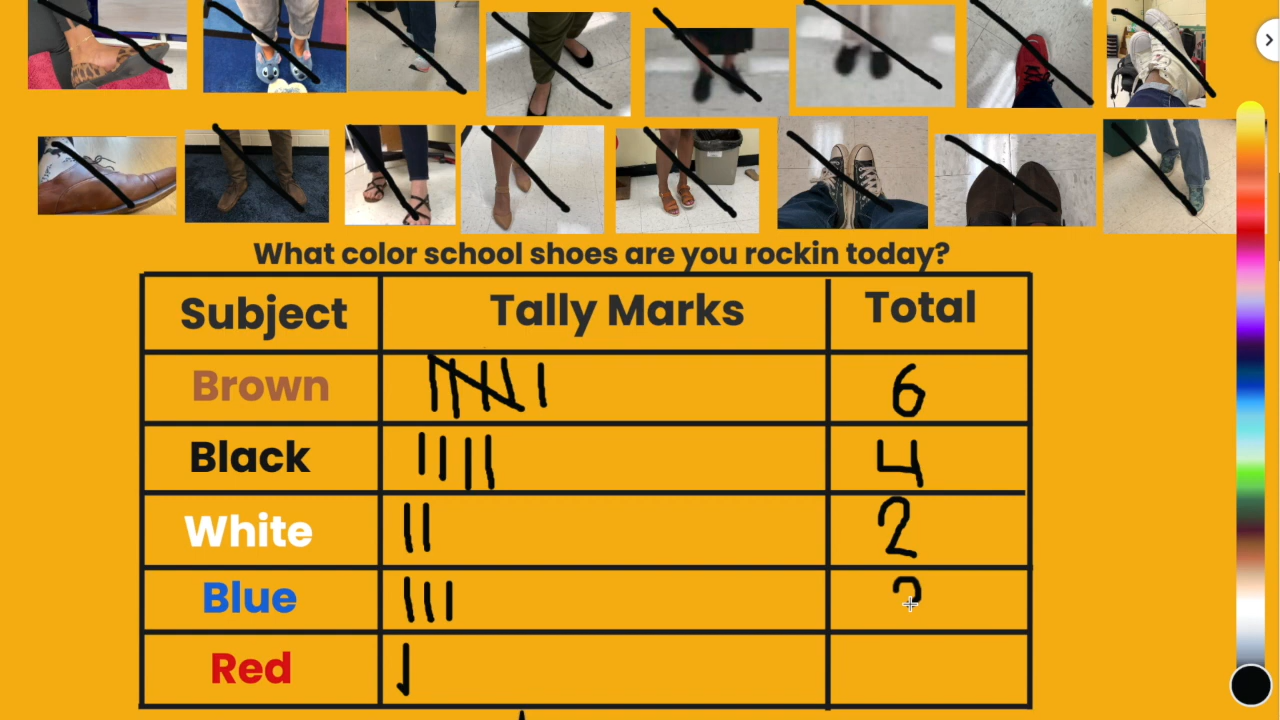 What color school shoes are you rockin today?
Subject Tally Marks Total
Brown 6
Black 4
White 2
Blue
Red